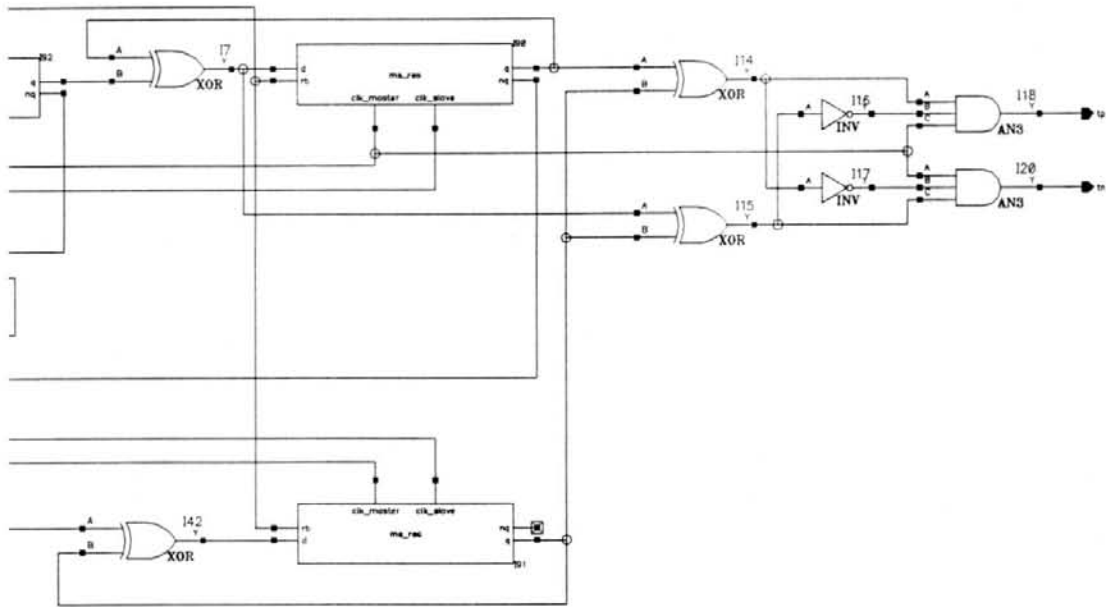 I92
q
nq
A
B
I7
Y
XOR
I90
d
rb
ms_reg
q
nq
clk_master clk_slave
A
B
I14
Y
XOR
A
I16
Y
INV
A
B
C
I18
Y
AN3
tp
A
I17
Y
INV
A
B
C
I20
Y
AN3
tn
A
B
I15
Y
XOR
A
B
I42
Y
XOR
clk_master clk_slave
rb
d
ms_reg
nq
q
I91